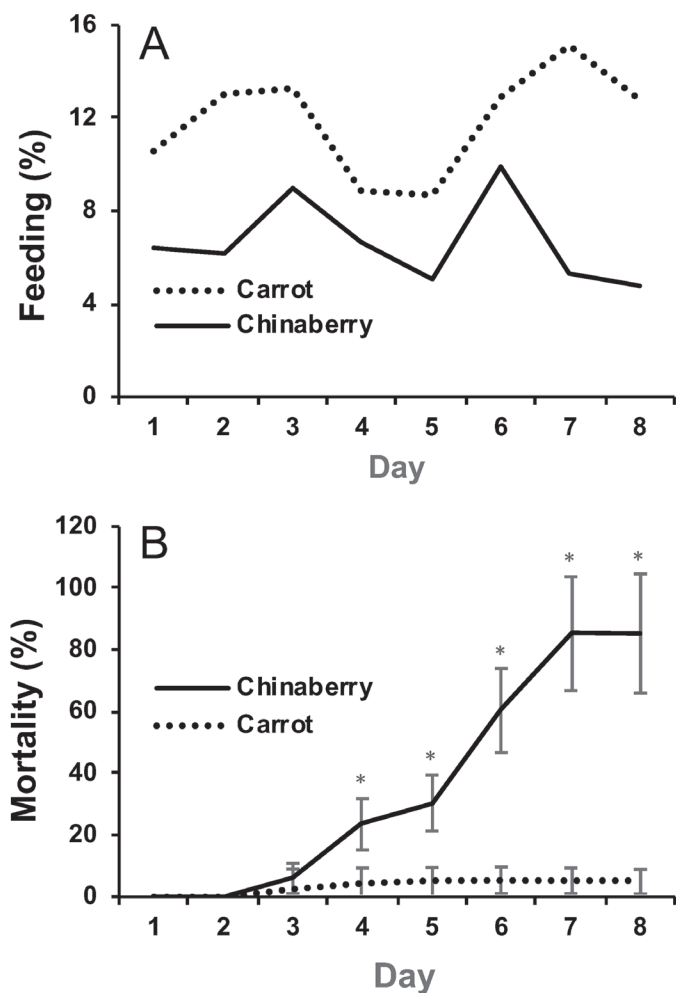 A
16
12
8
4
0
Feeding (%)
Carrot
Chinaberry
1 2 3 4 5 6 7 8
Day
B
120
100
80
60
40
20
0
Mortality (%)
Chinaberry
Carrot
* * * * *
1 2 3 4 5 6 7 8
Day